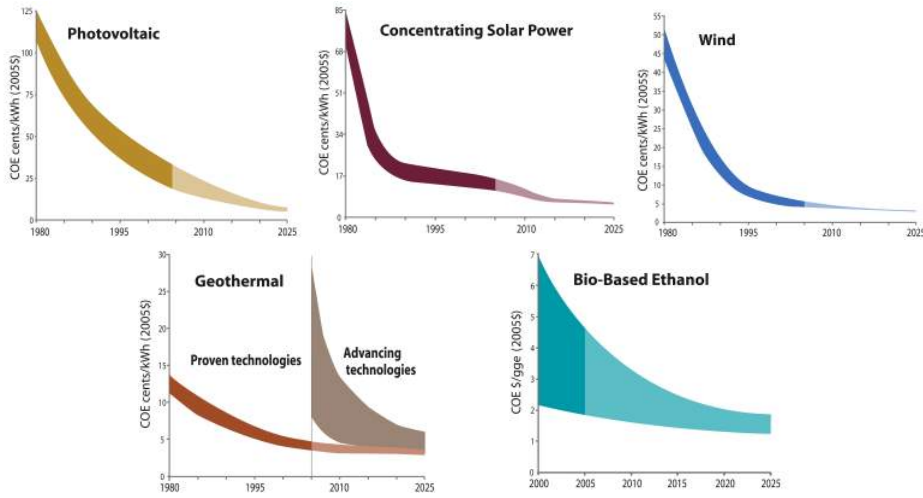 Photovoltaic
COE cents/kWh (2005$)
125
100
75
50
25
0
1980 1995 2010 2025
Concentrating Solar Power
COE cents/kWh (2005$)
85
68
51
34
17
0
1980 1995 2010 2025
Wind
COE cents/kWh (2005$)
55
50
45
40
35
30
25
20
15
10
5
0
1980 1995 2010 2025
Geothermal
Proven technologies
Advancing
technologies
COE cents/kWh (2005$)
30
25
20
15
10
5
0
1980 1995 2010 2025
Bio-Based Ethanol
COE $/gge (2005$)
7
6
5
4
3
2
1
0
2000 2005 2010 2015 2020 2025